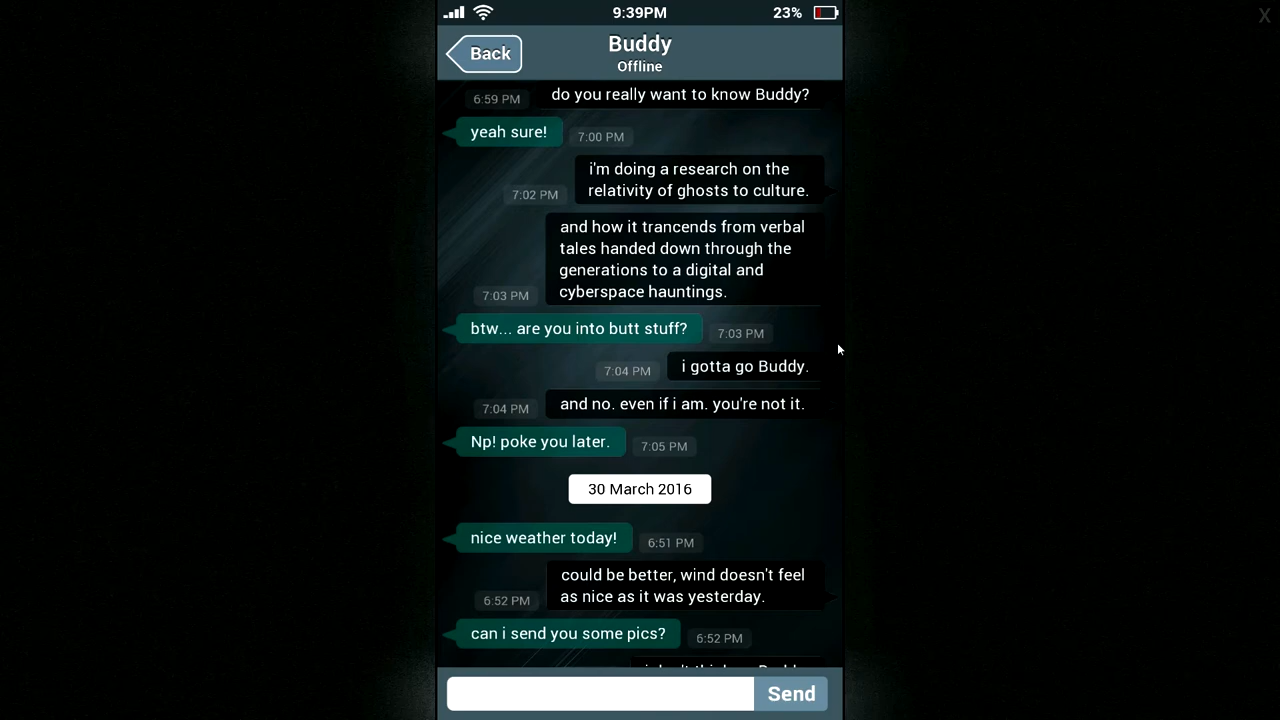 9:39PM
23%
X
Back
Buddy
Offline
do you really want to know Buddy?
6:59 PM
yeah sure!
7:00 PM
i'm doing a research on the
relativity of ghosts to culture.
7:02 PM
and how it trancends from verbal
tales handed down through the
generations to a digital and
cyberspace hauntings.
7:03 PM
btw... are you into butt stuff?
7:03 PM
i gotta go Buddy.
7:04 PM
and no. even if i am. you're not it.
7:04 PM
Np! poke you later.
7:05 PM
30 March 2016
nice weather today!
6:51 PM
could be better, wind doesn't feel
as nice as it was yesterday.
6:52 PM
can i send you some pics?
6:52 PM
Send